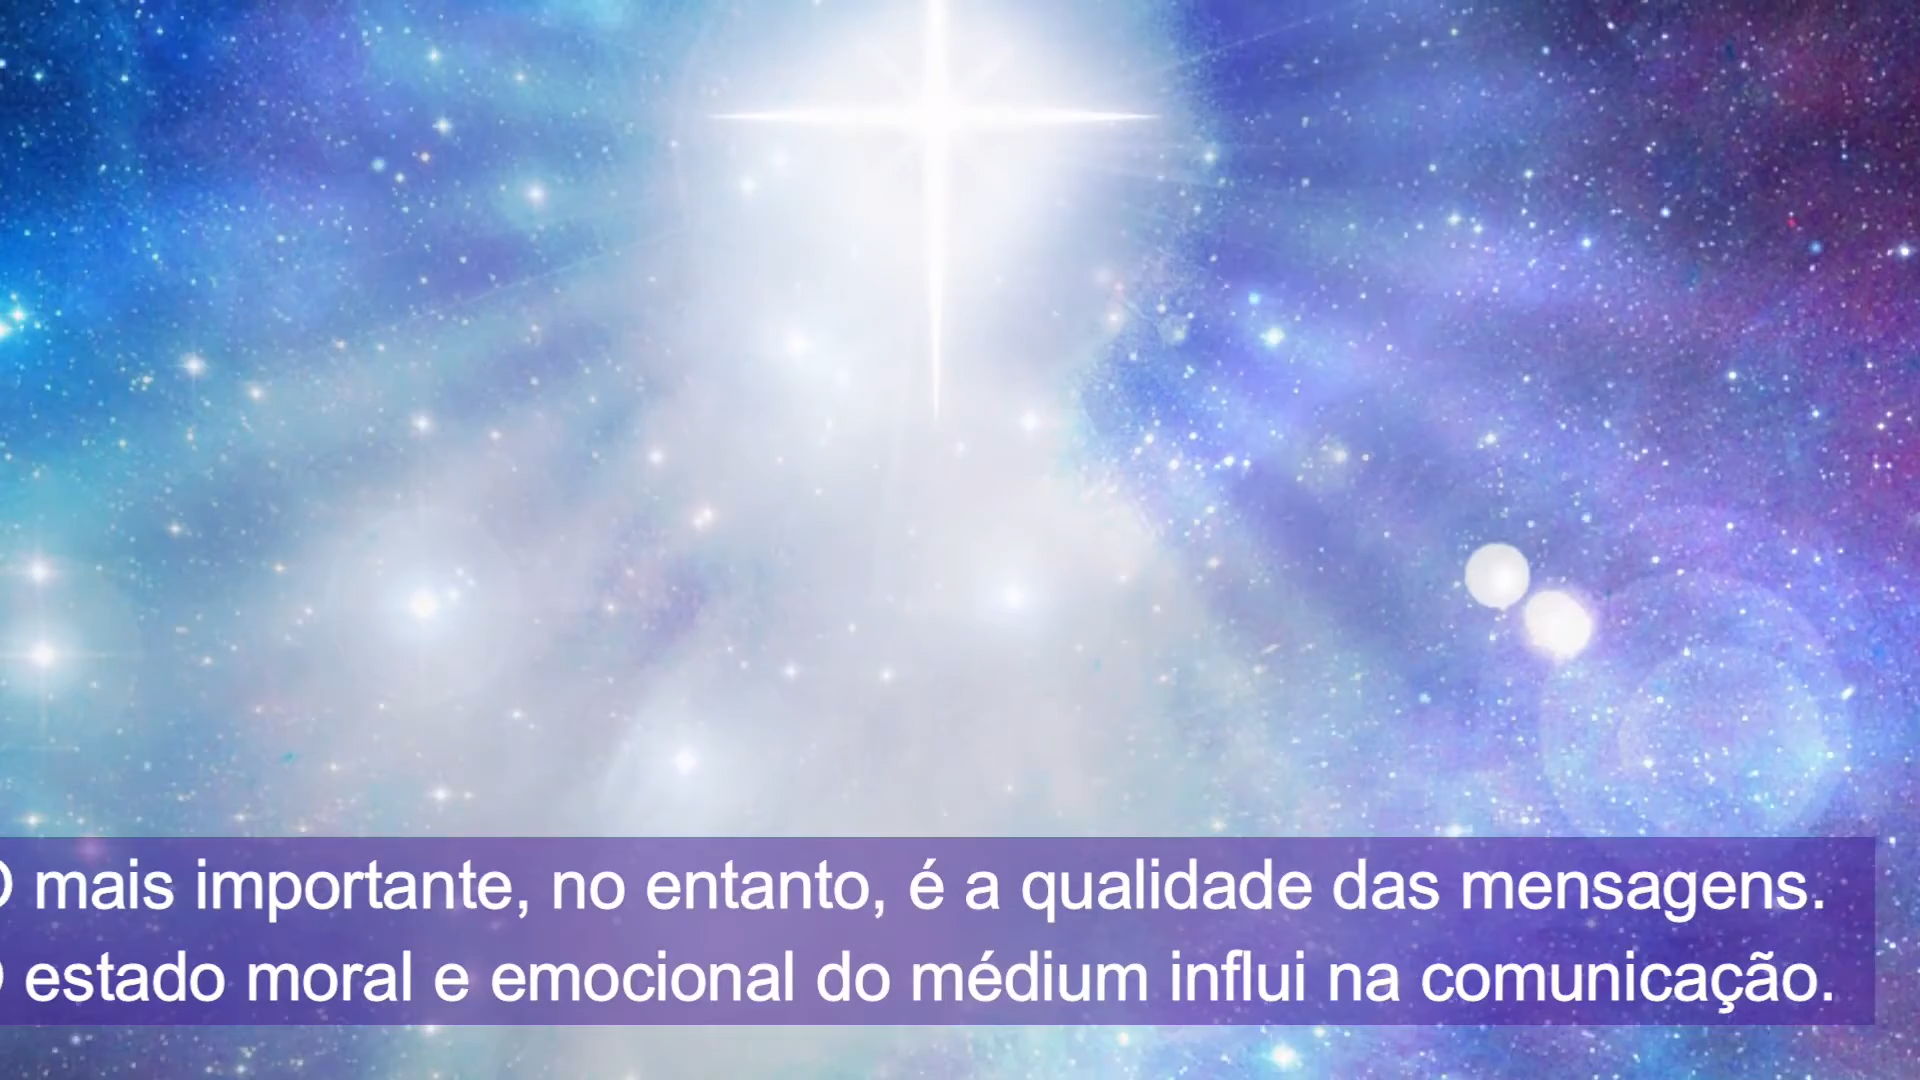 O mais importante, no entanto, é a qualidade das mensagens.
O estado moral e emocional do médium influi na comunicação.